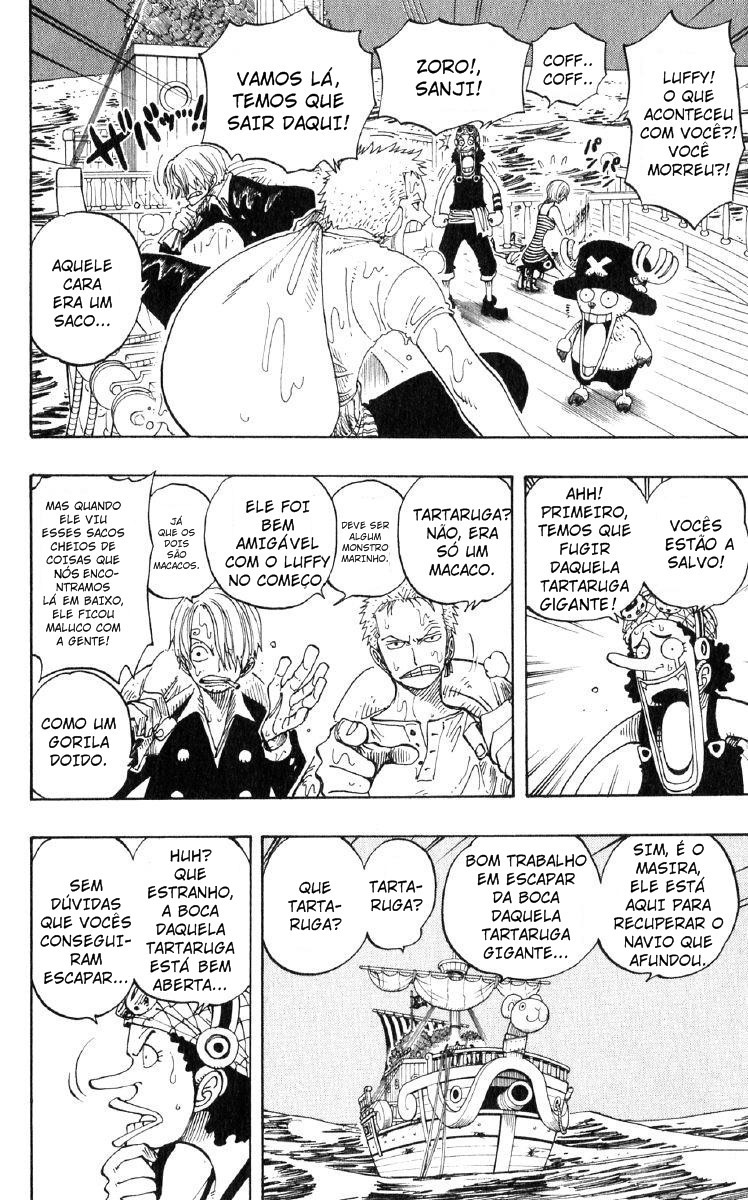 LUFFY!
O QUE
ACONTECEU
COM VOCÊ?!
VOCÊ
MORREU?!
COFF..
COFF..
ZORO!,
SANJI!
VAMOS LÁ,
TEMOS QUE
SAIR DAQUI!
AQUELE
CARA
ERA UM
SACO...
VOCÊS
ESTÃO A
SALVO!
AHH!
PRIMEIRO,
TEMOS QUE
FUGIR
DAQUELA
TARTARUGA
GIGANTE!
TARTARUGA?
NÃO, ERA
SÓ UM
MACACO.
DEVE SER
ALGUM
MONSTRO
MARINHO.
ELE FOI
BEM
AMIGÁVEL
COM O LUFFY
NO COMEÇO.
JÁ
QUE OS
DOIS
SÃO
MACACOS.
MAS QUANDO
ELE VIU
ESSES SACOS
CHEIOS DE
COISAS QUE
NÓS ENCON-
TRAMOS
LÁ EM BAIXO,
ELE FICOU
MALUCO COM
A GENTE!
COMO UM
GORILA
DOIDO.
SIM, É O
MASIRA,
ELE ESTÁ
AQUI PARA
RECUPERAR O
NAVIO QUE
AFUNDOU.
BOM TRABALHO
EM ESCAPAR
DA BOCA
DAQUELA
TARTARUGA
GIGANTE...
TARTA-
RUGA?
QUE
TARTA-
RUGA?
HUH?
QUE
ESTRANHO,
A BOCA
DAQUELA
TARTARUGA
ESTÁ BEM
ABERTA...
SEM
DÚVIDAS
QUE VOCÊS
CONSEGUI-
RAM
ESCAPAR...